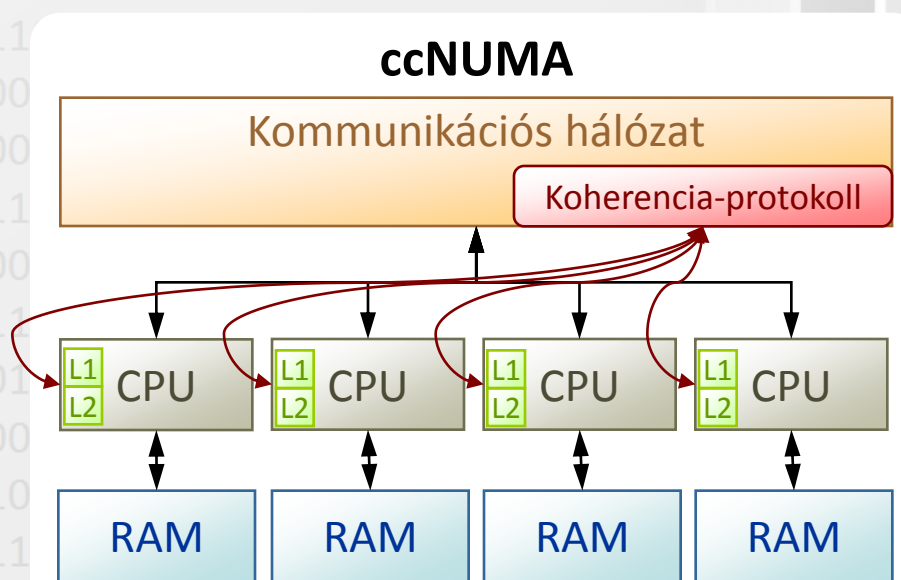 ccNUMA
Kommunikációs hálózat
Koherencia-protokoll
L1
L2
CPU
L1
L2
CPU
L1
L2
CPU
L1
L2
CPU
RAM
RAM
RAM
RAM